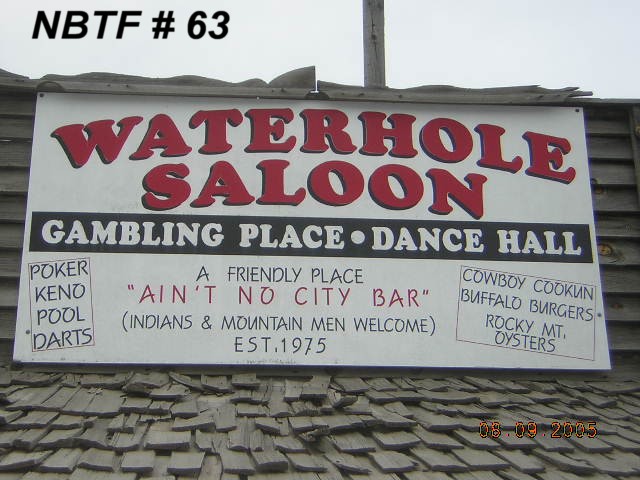 NBTF # 63
WATERHOLE
SALOON
GAMBLING PLACE • DANCE HALL
POKER
KENO
POOL
DARTS
A FRIENDLY PLACE
"AIN'T NO CITY BAR"
(INDIANS & MOUNTAIN MEN WELCOME)
EST. 1975
COWBOY COOKUN
BUFFALO BURGERS
ROCKY MT.
OYSTERS
08.09.2005